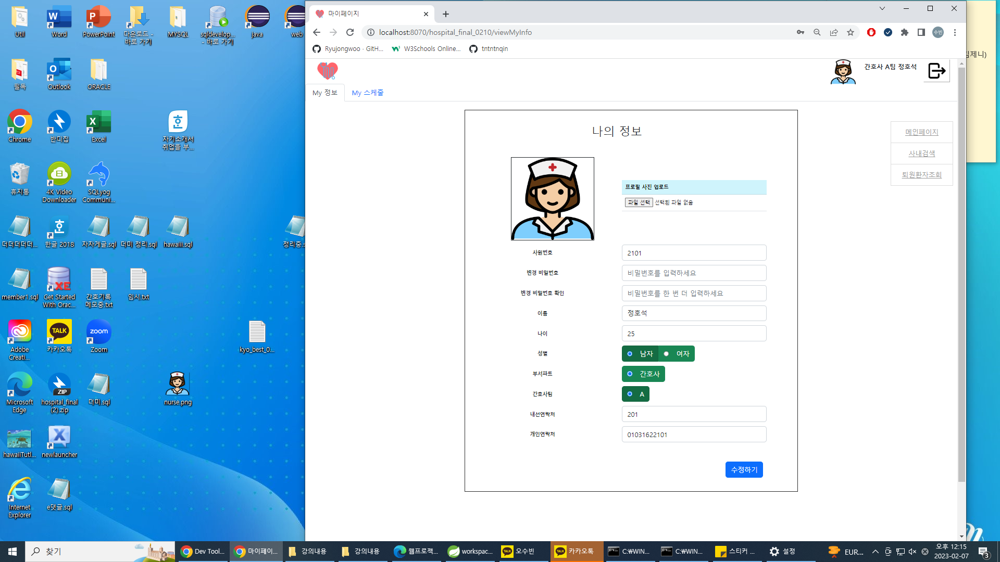 Util
Word
PowerPoint
다운로드 -
바로 가기
MYSQL
sqldevelop...
- 바로 가기
java
web
필독
Outlook
ORACLE
Chrome
반디집
Excel
자기소개서
취업을 부...
휴지통
4K Video
Downloader
SQLyog
Communi...
더더더더더...
한글 2018
자자게글.sql
더미 정리.sql
hawaiii.sql
정리중.s
member1.sql
Get Started
With Orac...
간호기록
메모중.txt
임시.txt
Adobe
Creati...
카카오톡
Zoom
kyo_best_0...
Microsoft
Edge
hospital_final
(2).zip
더미.sql
nurse.png
hawaiiTutl...
newlauncher
Internet
Explorer
e댓글.sql
마이페이지
localhost:8070/hospital_final_0210/viewMyInfo
수빈
Ryujongwoo · GitH...
W3Schools Online...
tntntnqin
김제니)
간호사 A팀 정호석
My 정보
My 스케줄
나의 정보
메인페이지
사내검색
퇴원환자조회
프로필 사진 업로드
파일 선택 선택된 파일 없음
사원번호 2101
변경 비밀번호 비밀번호를 입력하세요
변경 비밀번호 확인 비밀번호를 한 번 더 입력하세요
이름 정호석
나이 25
성별 남자 여자
부서파트 간호사
간호사팀 A
내선연락처 201
개인연락처 01031622101
수정하기
찾기
Dev Tool...
마이페이...
강의내용
강의내용
웹프로젝...
workspac...
오수빈
카카오톡
C:₩WIN...
C:₩WIN...
스티커 ...
설정
EUR...
오후 12:15
2023-02-07
3